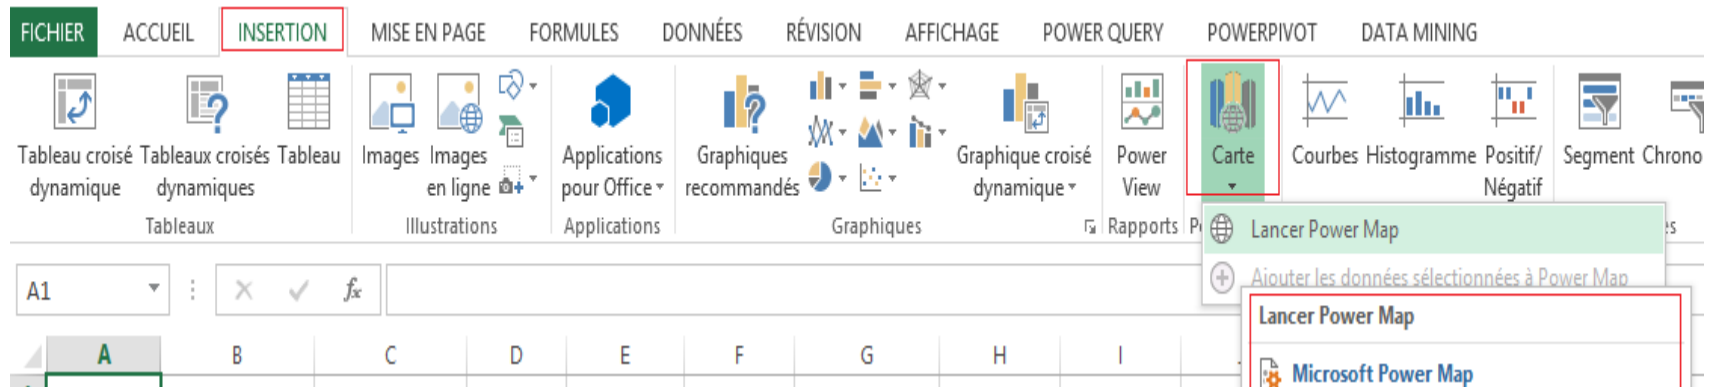 FICHIER ACCUEIL INSERTION MISE EN PAGE FORMULES DONNÉES RÉVISION AFFICHAGE POWER QUERY POWERPIVOT DATA MINING
Tableau croisé Tableaux croisés Tableau Images Images Applications Graphiques Graphique croisé Power Carte Courbes Histogramme Positif/ Segment Chrono
dynamique dynamiques en ligne pour Office recommandés dynamique View Négatif
Tableaux Illustrations Applications Graphiques Rapports
Lancer Power Map
Ajouter les données sélectionnées à Power Map
A1 fx
Lancer Power Map
A B C D E F G H I
Microsoft Power Map